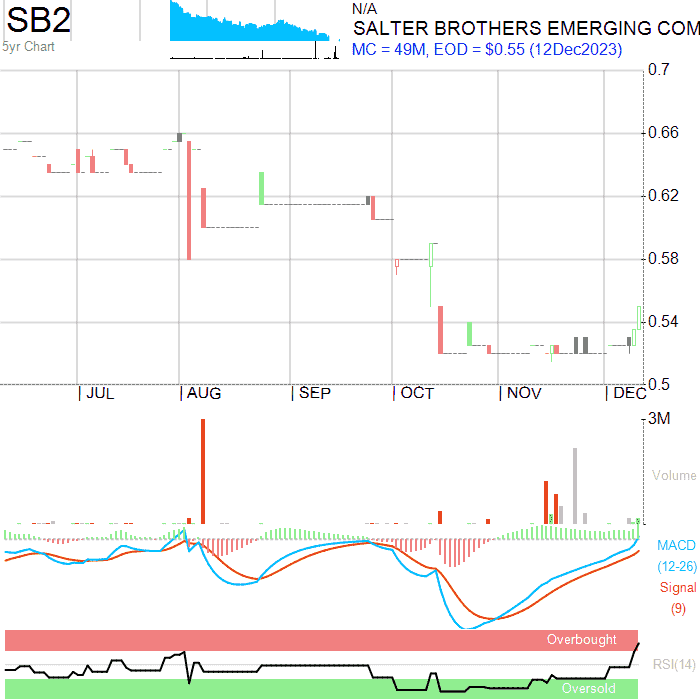 SB2
5yr Chart
N/A
SALTER BROTHERS EMERGING COM
MC = 49M, EOD = $0.55 (12Dec2023)
0.7
0.66
0.62
0.58
0.54
0.5
JUL AUG SEP OCT NOV DEC
3M
Volume
MACD
(12-26)
Signal
(9)
Overbought
RSI(14)
Oversold